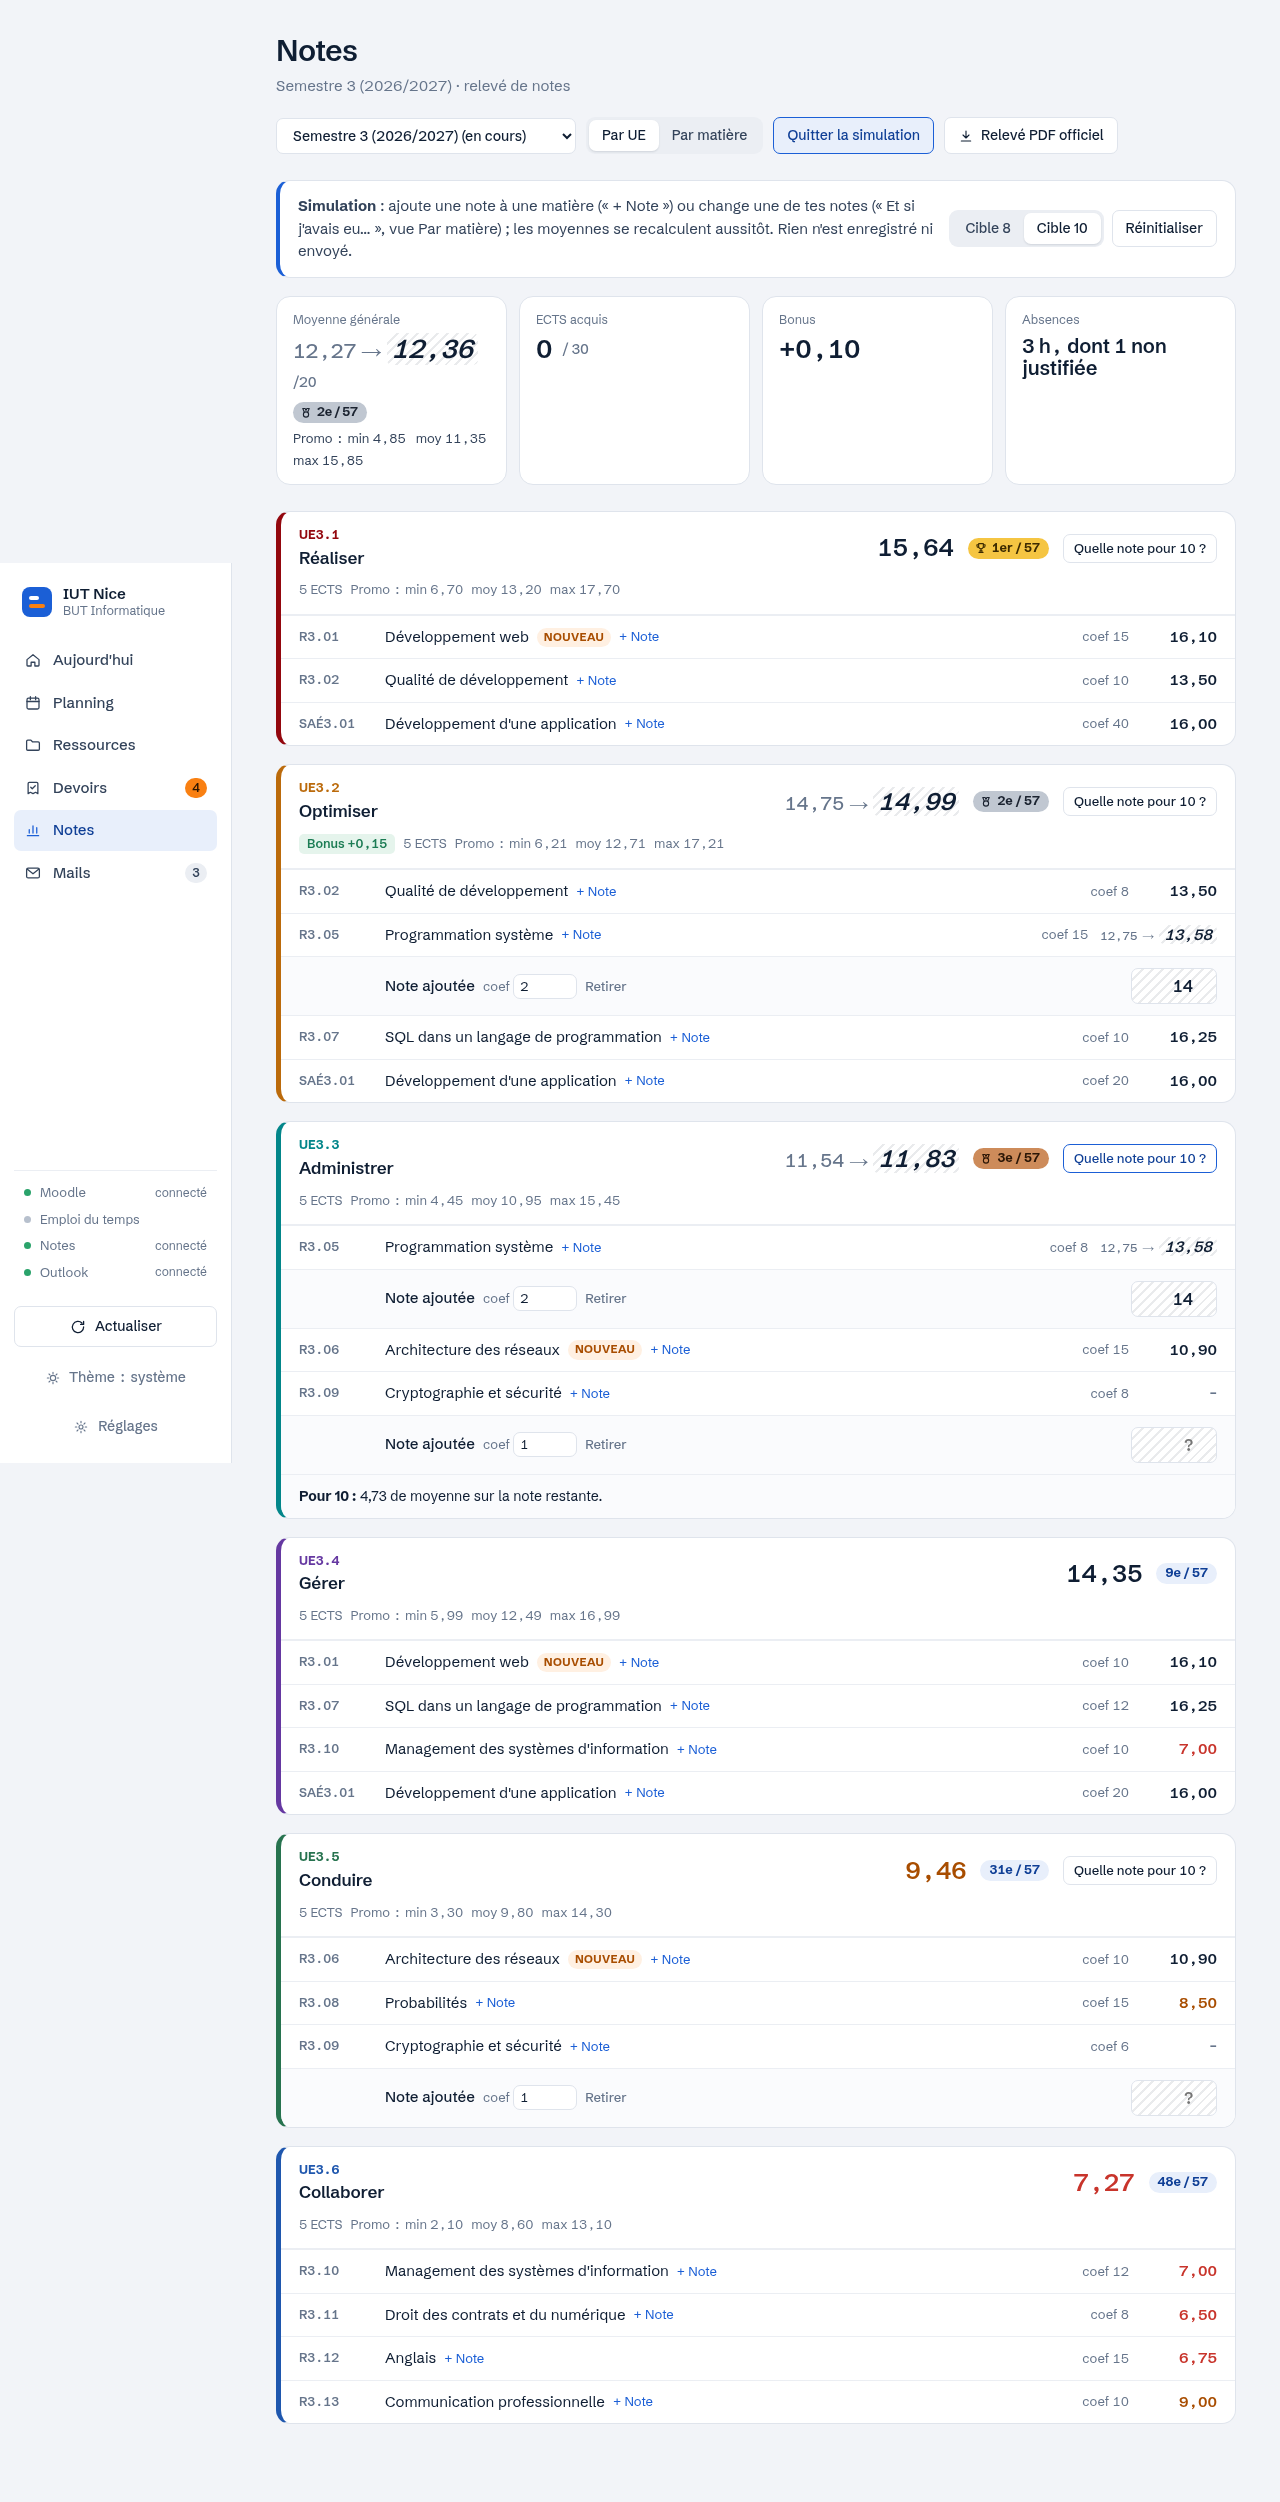 Notes
Semestre 3 (2026/2027) · relevé de notes
Semestre 3 (2026/2027) (en cours)
Par UE
Par matière
Quitter la simulation
Relevé PDF officiel
Simulation : ajoute une note à une matière (« + Note ») ou change une de tes notes (« Et si
j'avais eu... », vue Par matière) ; les moyennes se recalculent aussitôt. Rien n'est enregistré ni
envoyé.
Cible 8
Cible 10
Réinitialiser
Moyenne générale
12,27 → 12,36
/20
2e / 57
Promo : min 4,85 moy 11,35
max 15,85
ECTS acquis
0 / 30
Bonus
+0,10
Absences
3 h, dont 1 non
justifiée
IUT Nice
BUT Informatique
Aujourd'hui
Planning
Ressources
Devoirs 4
Notes
Mails 3
Moodle connecté
Emploi du temps
Notes connecté
Outlook connecté
Actualiser
Thème : système
Réglages
UE3.1
Réaliser
15,64 1er / 57 Quelle note pour 10 ?
5 ECTS Promo : min 6,70 moy 13,20 max 17,70
R3.01 Développement web NOUVEAU + Note coef 15 16,10
R3.02 Qualité de développement + Note coef 10 13,50
SAÉ3.01 Développement d'une application + Note coef 40 16,00
UE3.2
Optimiser
14,75 → 14,99 2e / 57 Quelle note pour 10 ?
Bonus +0,15 5 ECTS Promo : min 6,21 moy 12,71 max 17,21
R3.02 Qualité de développement + Note coef 8 13,50
R3.05 Programmation système + Note coef 15 12,75 → 13,58
Note ajoutée coef 2 Retirer 14
R3.07 SQL dans un langage de programmation + Note coef 10 16,25
SAÉ3.01 Développement d'une application + Note coef 20 16,00
UE3.3
Administrer
11,54 → 11,83 3e / 57 Quelle note pour 10 ?
5 ECTS Promo : min 4,45 moy 10,95 max 15,45
R3.05 Programmation système + Note coef 8 12,75 → 13,58
Note ajoutée coef 2 Retirer 14
R3.06 Architecture des réseaux NOUVEAU + Note coef 15 10,90
R3.09 Cryptographie et sécurité + Note coef 8 -
Note ajoutée coef 1 Retirer ?
Pour 10 : 4,73 de moyenne sur la note restante.
UE3.4
Gérer
14,35 9e / 57
5 ECTS Promo : min 5,99 moy 12,49 max 16,99
R3.01 Développement web NOUVEAU + Note coef 10 16,10
R3.07 SQL dans un langage de programmation + Note coef 12 16,25
R3.10 Management des systèmes d'information + Note coef 10 7,00
SAÉ3.01 Développement d'une application + Note coef 20 16,00
UE3.5
Conduire
9,46 31e / 57 Quelle note pour 10 ?
5 ECTS Promo : min 3,30 moy 9,80 max 14,30
R3.06 Architecture des réseaux NOUVEAU + Note coef 10 10,90
R3.08 Probabilités + Note coef 15 8,50
R3.09 Cryptographie et sécurité + Note coef 6 -
Note ajoutée coef 1 Retirer ?
UE3.6
Collaborer
7,27 48e / 57
5 ECTS Promo : min 2,10 moy 8,60 max 13,10
R3.10 Management des systèmes d'information + Note coef 12 7,00
R3.11 Droit des contrats et du numérique + Note coef 8 6,50
R3.12 Anglais + Note coef 15 6,75
R3.13 Communication professionnelle + Note coef 10 9,00